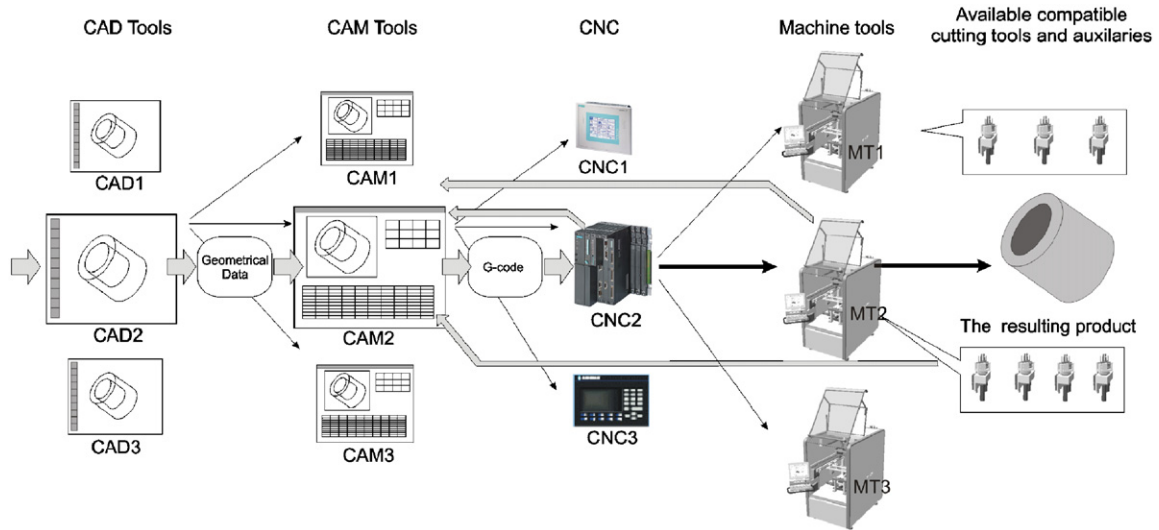 CAD Tools
CAM Tools
CNC
Machine tools
Available compatible
cutting tools and auxilaries
CAD1
CAM1
CNC1
MT1
Geometrical
Data
G-code
CAD2
CAM2
CNC2
MT2
The resulting product
CAD3
CAM3
CNC3
MT3